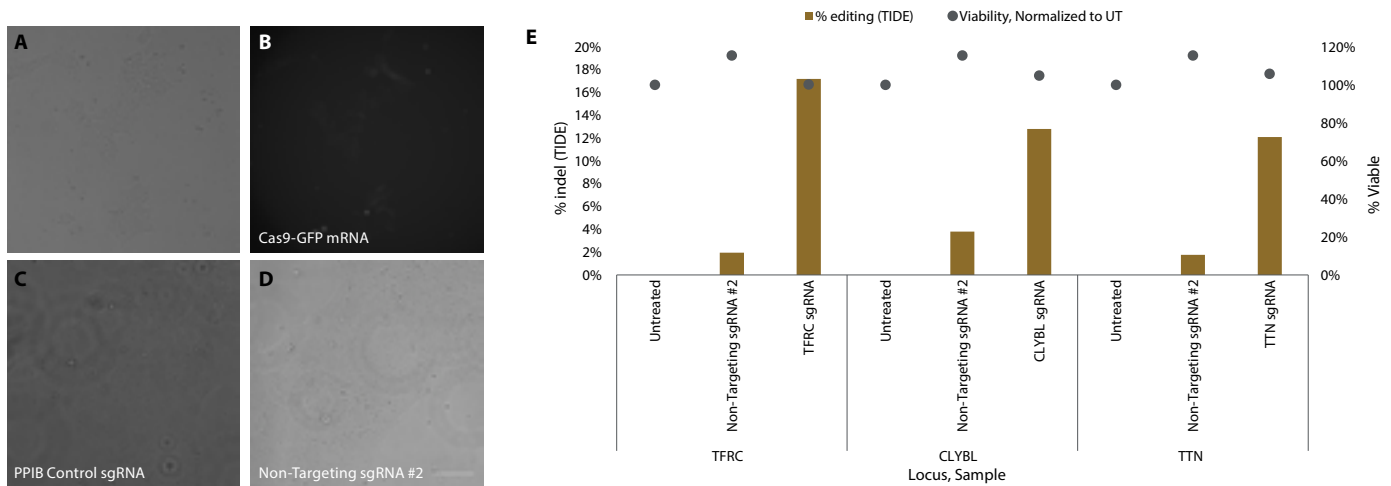 A
B
Cas9-GFP mRNA
C
PPIB Control sgRNA
D
Non-Targeting sgRNA #2
E
% editing (TIDE)
Viability, Normalized to UT
% indel (TIDE)
20%
18%
16%
14%
12%
10%
8%
6%
4%
2%
0%
120%
100%
80%
60%
40%
20%
0%
% Viable
Untreated
Non-Targeting sgRNA #2
TFRC sgRNA
Untreated
Non-Targeting sgRNA #2
CLYBL sgRNA
Untreated
Non-Targeting sgRNA #2
TTN sgRNA
TFRC
CLYBL
TTN
Locus, Sample